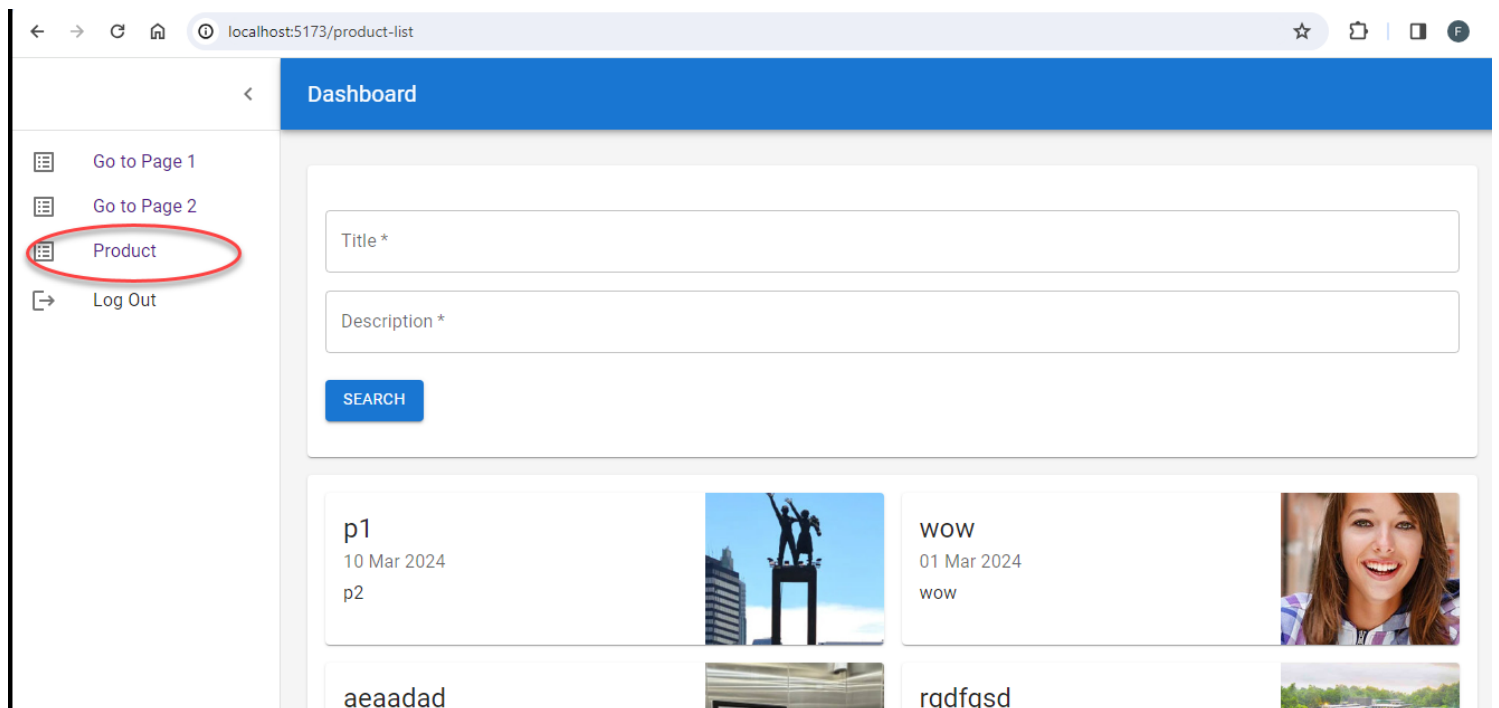 localhost:5173/product-list
F
Dashboard
Go to Page 1
Go to Page 2
Product
Log Out
Title *
Description *
SEARCH
p1
10 Mar 2024
p2
wow
01 Mar 2024
wow
aeaadad
rgdfgsd